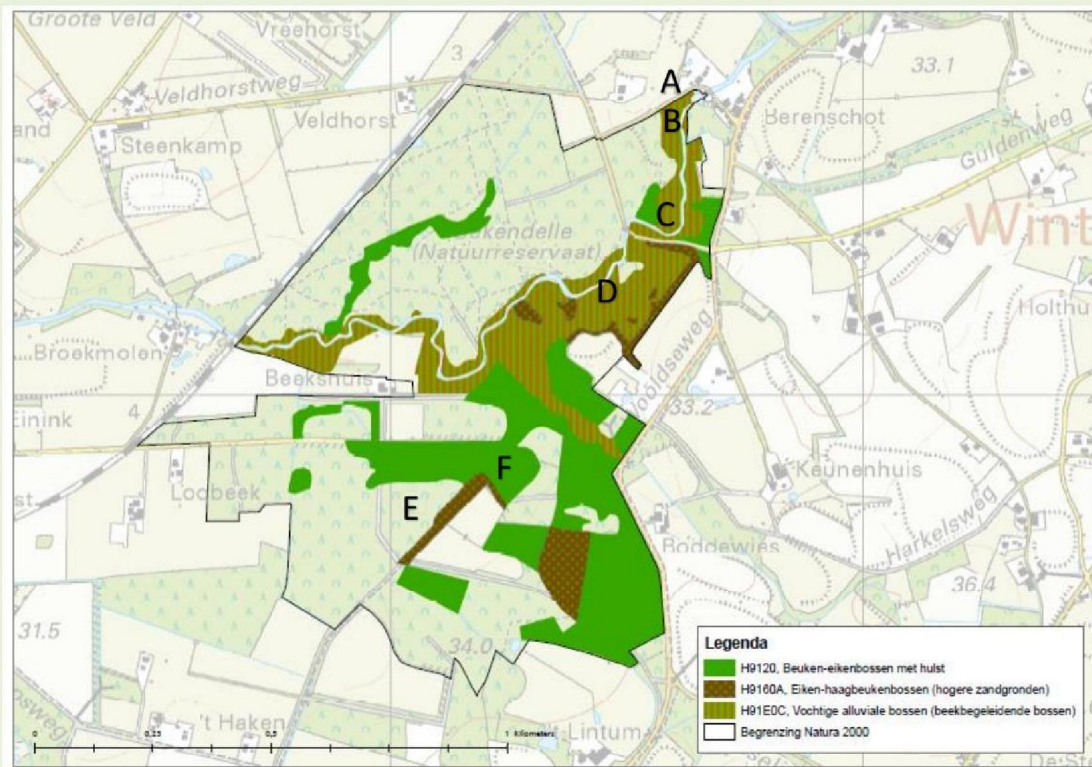 Groote Veld
Vreehorst
3
A
33.1
Veldhorstweg
B
Berenschot
Veldhorst
Steenkamp
Güldenweg
C
Wint
(Natuurreservaat)
D
Broekmolen
Beekshuis
4
33.2
F
Keunenhuis
Loobeek
E
Harkelsweg
Boddewies
36.4
31.5
34.0
Legenda
H9120, Beuken-eikenbossen met hulst
H9160A, Eiken-haagbeukenbossen (hogere zandgronden)
H91E0C, Vochtige alluviale bossen (beekbegeleidende bossen)
Begrenzing Natura 2000
't Haken
Lintum
0 0,25 0,5 1 Kilometers